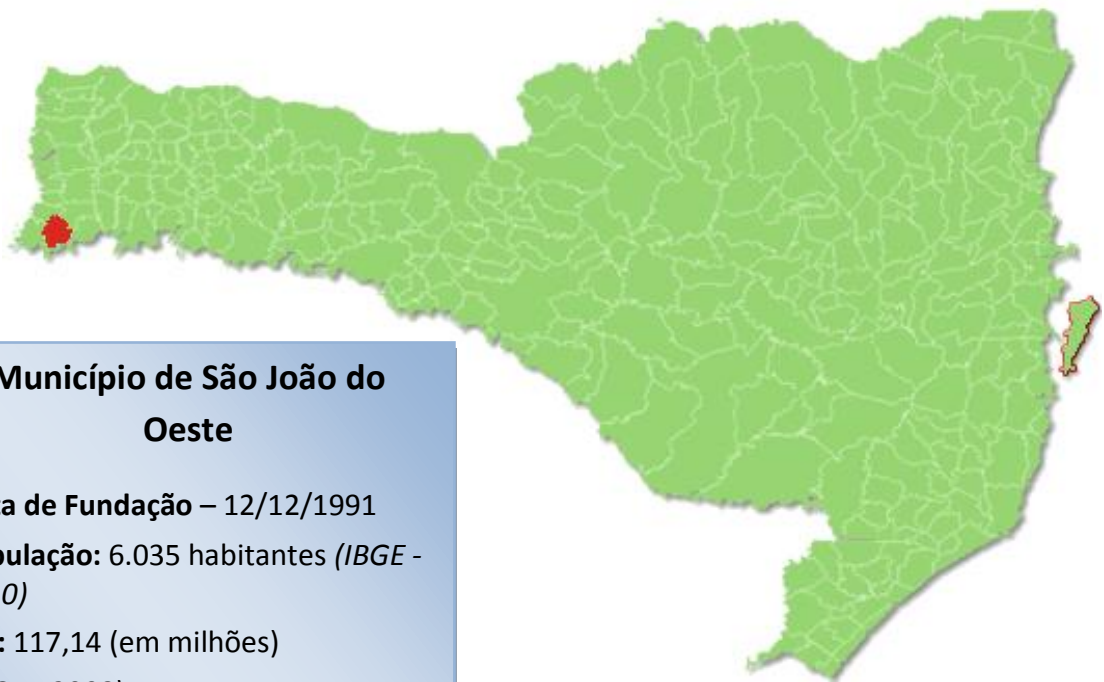 Município de São João do
Oeste
ta de Fundação – 12/12/1991
pulação: 6.035 habitantes (IBGE -
0)
: 117,14 (em milhões)